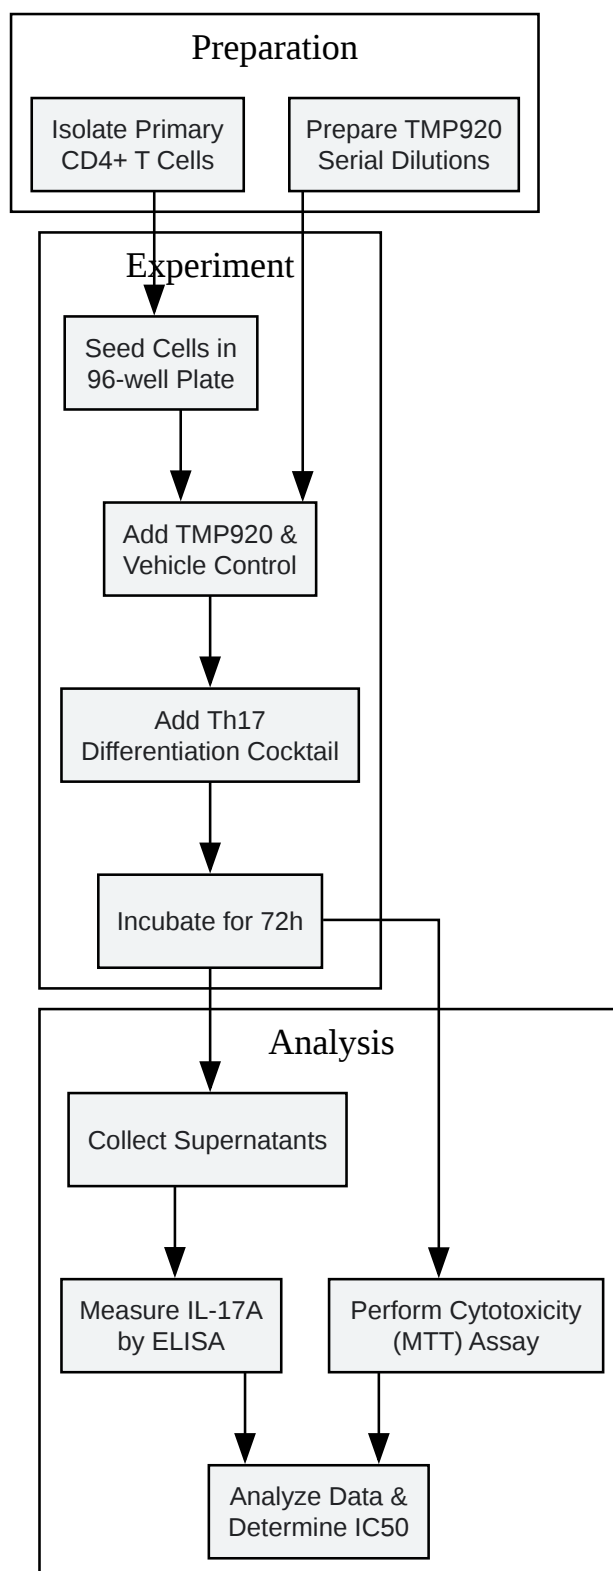 Preparation
Isolate Primary
CD4+ T Cells
Prepare TMP920
Serial Dilutions
Experiment
Seed Cells in
96-well Plate
Add TMP920 &
Vehicle Control
Add Th17
Differentiation Cocktail
Incubate for 72h
Analysis
Collect Supernatants
Measure IL-17A
by ELISA
Perform Cytotoxicity
(MTT) Assay
Analyze Data &
Determine IC50